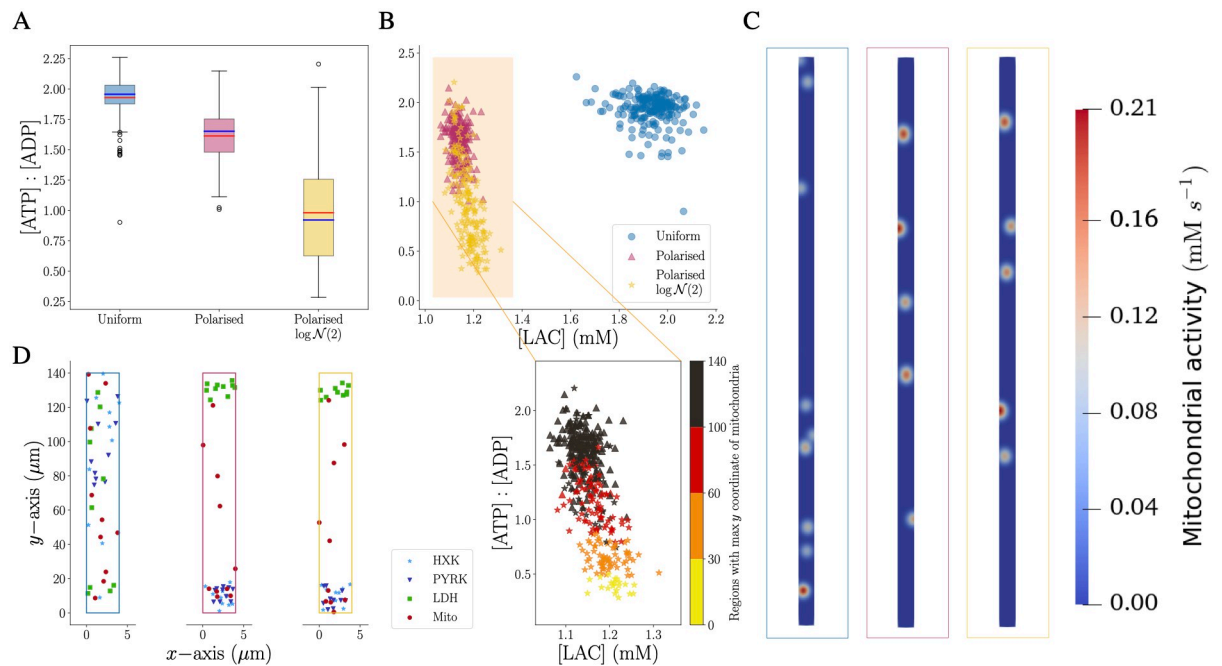 A
B
C
2.25
2.00
1.75
1.50
1.25
1.00
0.75
0.50
0.25
[ATP] : [ADP]
Uniform
Polarised
Polarised
log 𝒩(2)
2.5
2.0
1.5
1.0
0.5
0.0
1.0
1.2
1.4
1.6
1.8
2.0
2.2
[LAC] (mM)
Uniform
Polarised
Polarised
log 𝒩(2)
0.21
0.16
0.12
0.08
0.04
0.00
Mitochondrial activity (mM s⁻¹)
D
140
120
100
80
60
40
20
0
y−axis (μm)
0 5
0 5
0 5
x−axis (μm)
HXK
PYRK
LDH
Mito
[ATP] : [ADP]
2.0
1.5
1.0
0.5
1.1
1.2
1.3
[LAC] (mM)
140
100
60
30
0
Regions with max y coordinate of mitochondria